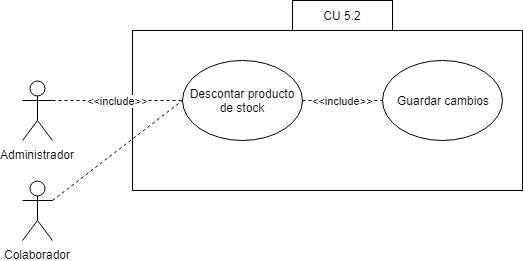 CU 5.2
Descontar producto
de stock
<<include>>
<<include>>
Guardar cambios
Administrador
Colaborador